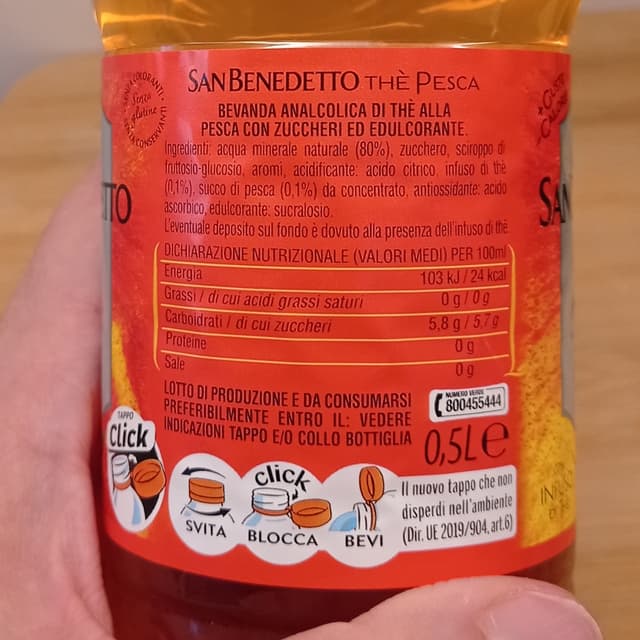 SENZA COLORANTI
Senza
glutine
SENZA CONSERVANTI
SAN BENEDETTO THÈ PESCA
BEVANDA ANALCOLICA DI THÈ ALLA
PESCA CON ZUCCHERI ED EDULCORANTE.
Ingredienti: acqua minerale naturale (80%), zucchero, sciroppo di
fruttosio-glucosio, aromi, acidificante: acido citrico, infuso di thè
(0,1%), succo di pesca (0,1%) da concentrato, antiossidante: acido
ascorbico, edulcorante: sucralosio.
L'eventuale deposito sul fondo è dovuto alla presenza dell'infuso di thè
DICHIARAZIONE NUTRIZIONALE (VALORI MEDI) PER 100ml
Energia 103 kJ / 24 kcal
Grassi / di cui acidi grassi saturi 0 g / 0 g
Carboidrati / di cui zuccheri 5,8 g / 5,7 g
Proteine 0 g
Sale 0 g
LOTTO DI PRODUZIONE E DA CONSUMARSI
PREFERIBILMENTE ENTRO IL: VEDERE
INDICAZIONI TAPPO E/O COLLO BOTTIGLIA
NUMERO VERDE
800455444
0,5L e
TAPPO
Click
SVITA
click
BLOCCA
BEVI
Il nuovo tappo che non
disperdi nell'ambiente
(Dir. UE 2019/904, art.6)